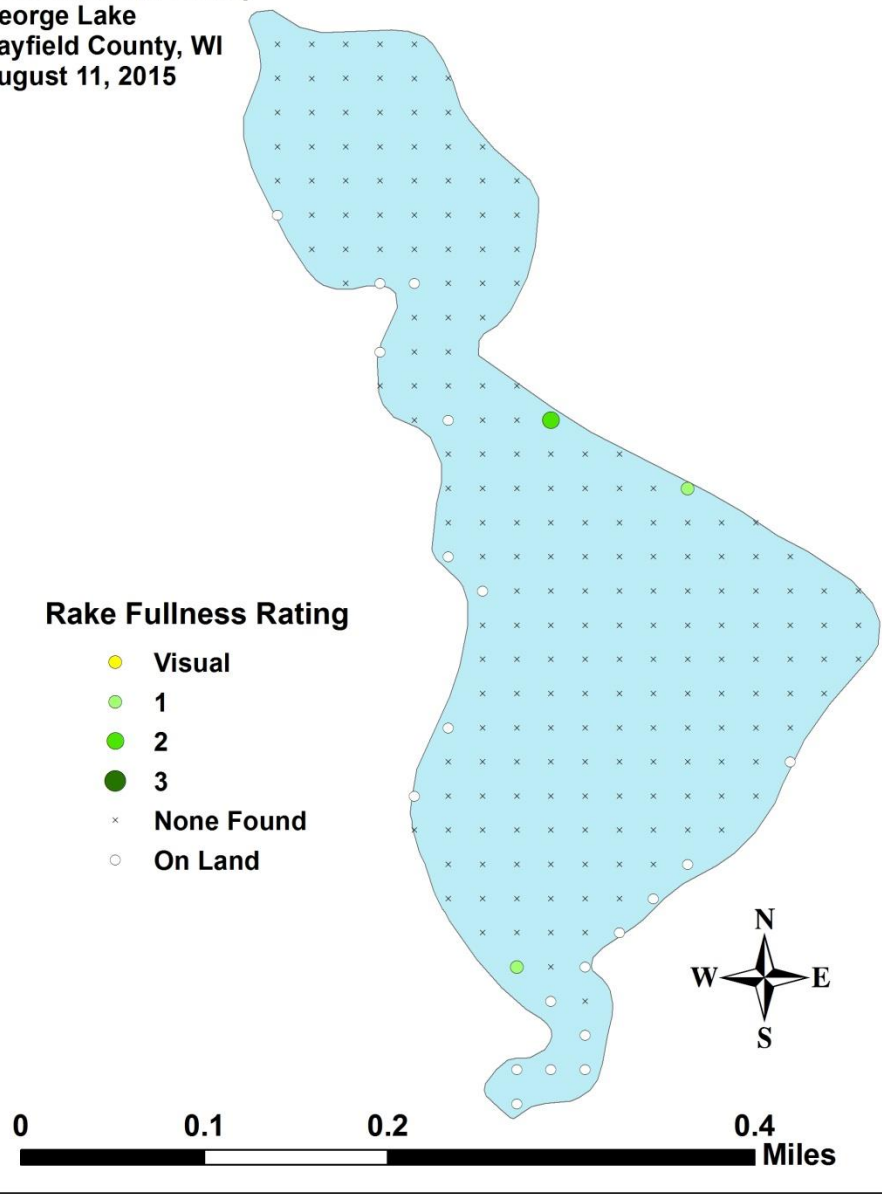 eorge Lake
ayfield County, WI
ugust 11, 2015
Rake Fullness Rating
Visual
1
2
3
None Found
On Land
N
W E
S
0 0.1 0.2 0.4
Miles